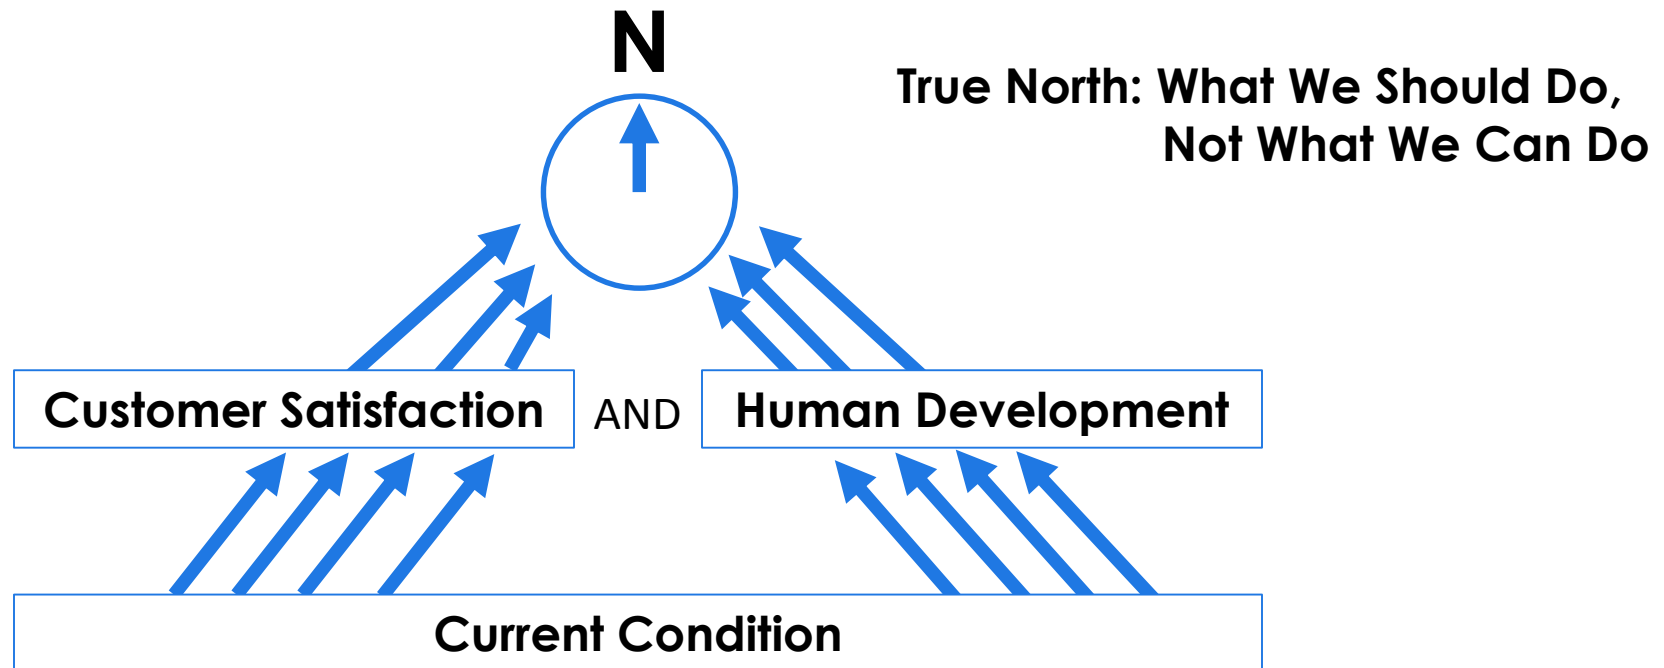 N
True North: What We Should Do,
Not What We Can Do
Customer Satisfaction AND Human Development
Current Condition